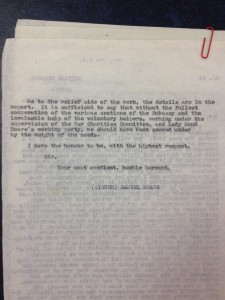 As to the relief side of the work, the details are in the
report. It is sufficient to say that without the fullest
cooperation of the various sections of the Embassy and the
invaluable help of the voluntary helpers, working under the
supervision of the War Charities Committee, and Lady
working party, we should have been swamped under
by the weight of the needs.
I have the honour to be, with the highest respect,
Sir,
Your most obedient, humble servant,
(SIGNED)